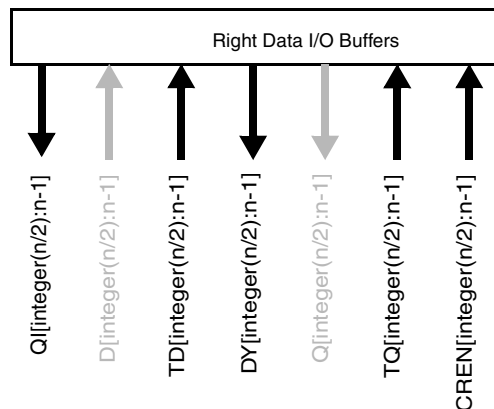 Right Data I/O Buffers
QI[integer(n/2):n-1]
D[integer(n/2):n-1]
TD[integer(n/2):n-1]
DY[integer(n/2):n-1]
Q[integer(n/2):n-1]
TQ[integer(n/2):n-1]
CREN[integer(n/2):n-1]